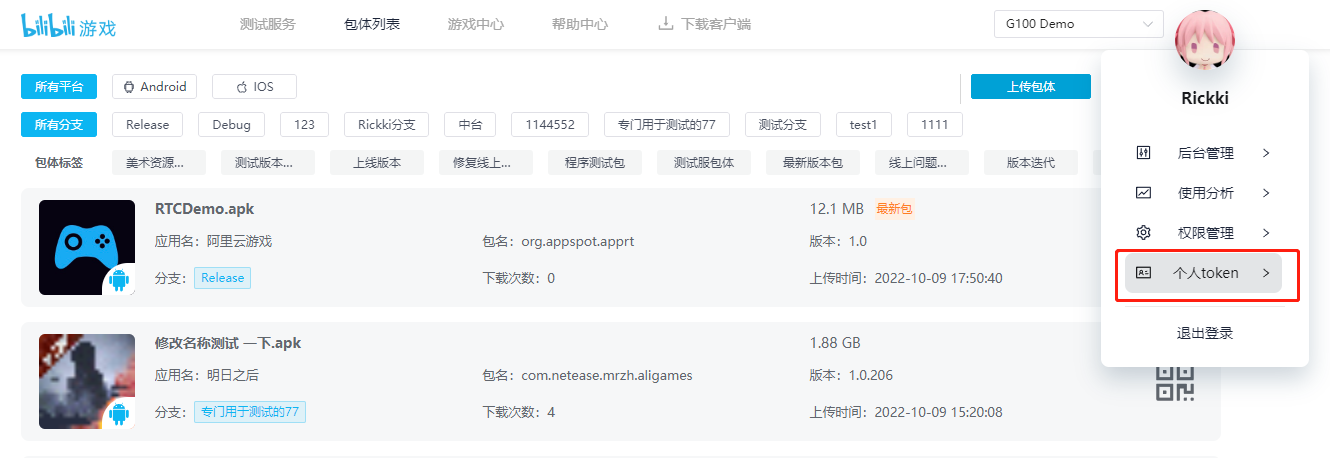 bilibili 游戏 测试服务 包体列表 游戏中心 帮助中心 下载客户端 G100 Demo
Rickki
后台管理
使用分析
权限管理
个人token
退出登录
所有平台 Android IOS 上传包体
所有分支 Release Debug 123 Rickki分支 中台 1144552 专门用于测试的77 测试分支 test1 1111
包体标签 美术资源... 测试版本... 上线版本 修复线上... 程序测试包 测试服包体 最新版本包 线上问题... 版本迭代
RTCDemo.apk 12.1 MB 最新包
应用名：阿里云游戏 包名：org.appspot.apprt 版本：1.0
分支： Release 下载次数：0 上传时间：2022-10-09 17:50:40
修改名称测试 一下.apk 1.88 GB
应用名：明日之后 包名：com.netease.mrzh.aligames 版本：1.0.206
分支： 专门用于测试的77 下载次数：4 上传时间：2022-10-09 15:20:08